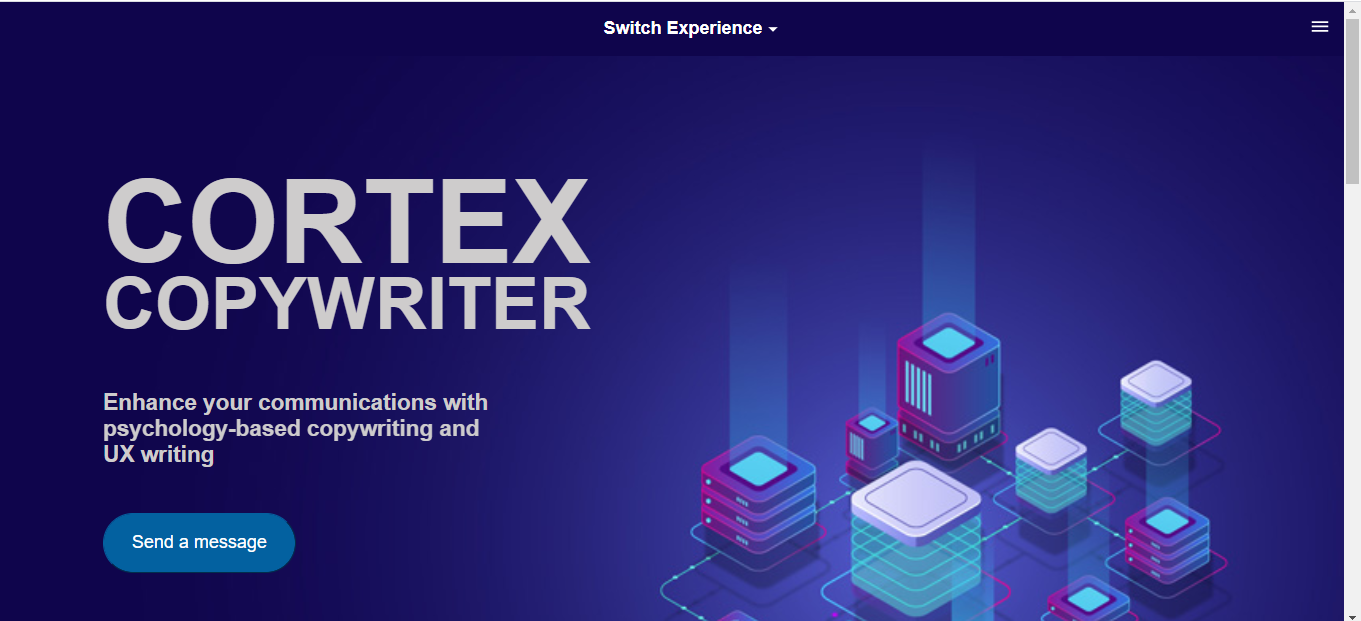 Switch Experience
CORTEX
COPYWRITER
Enhance your communications with
psychology-based copywriting and
UX writing
Send a message